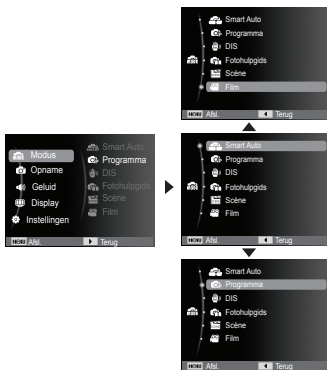 Smart Auto
Programma
DIS
Fotohulpgids
Scène
Film
MENU Afsl. Terug
Modus
Opname
Geluid
Display
Instellingen
Smart Auto
Programma
DIS
Fotohulpgids
Scène
Film
MENU Afsl. Terug
Smart Auto
Programma
DIS
Fotohulpgids
Scène
Film
MENU Afsl. Terug
Smart Auto
Programma
DIS
Fotohulpgids
Scène
Film
MENU Afsl. Terug